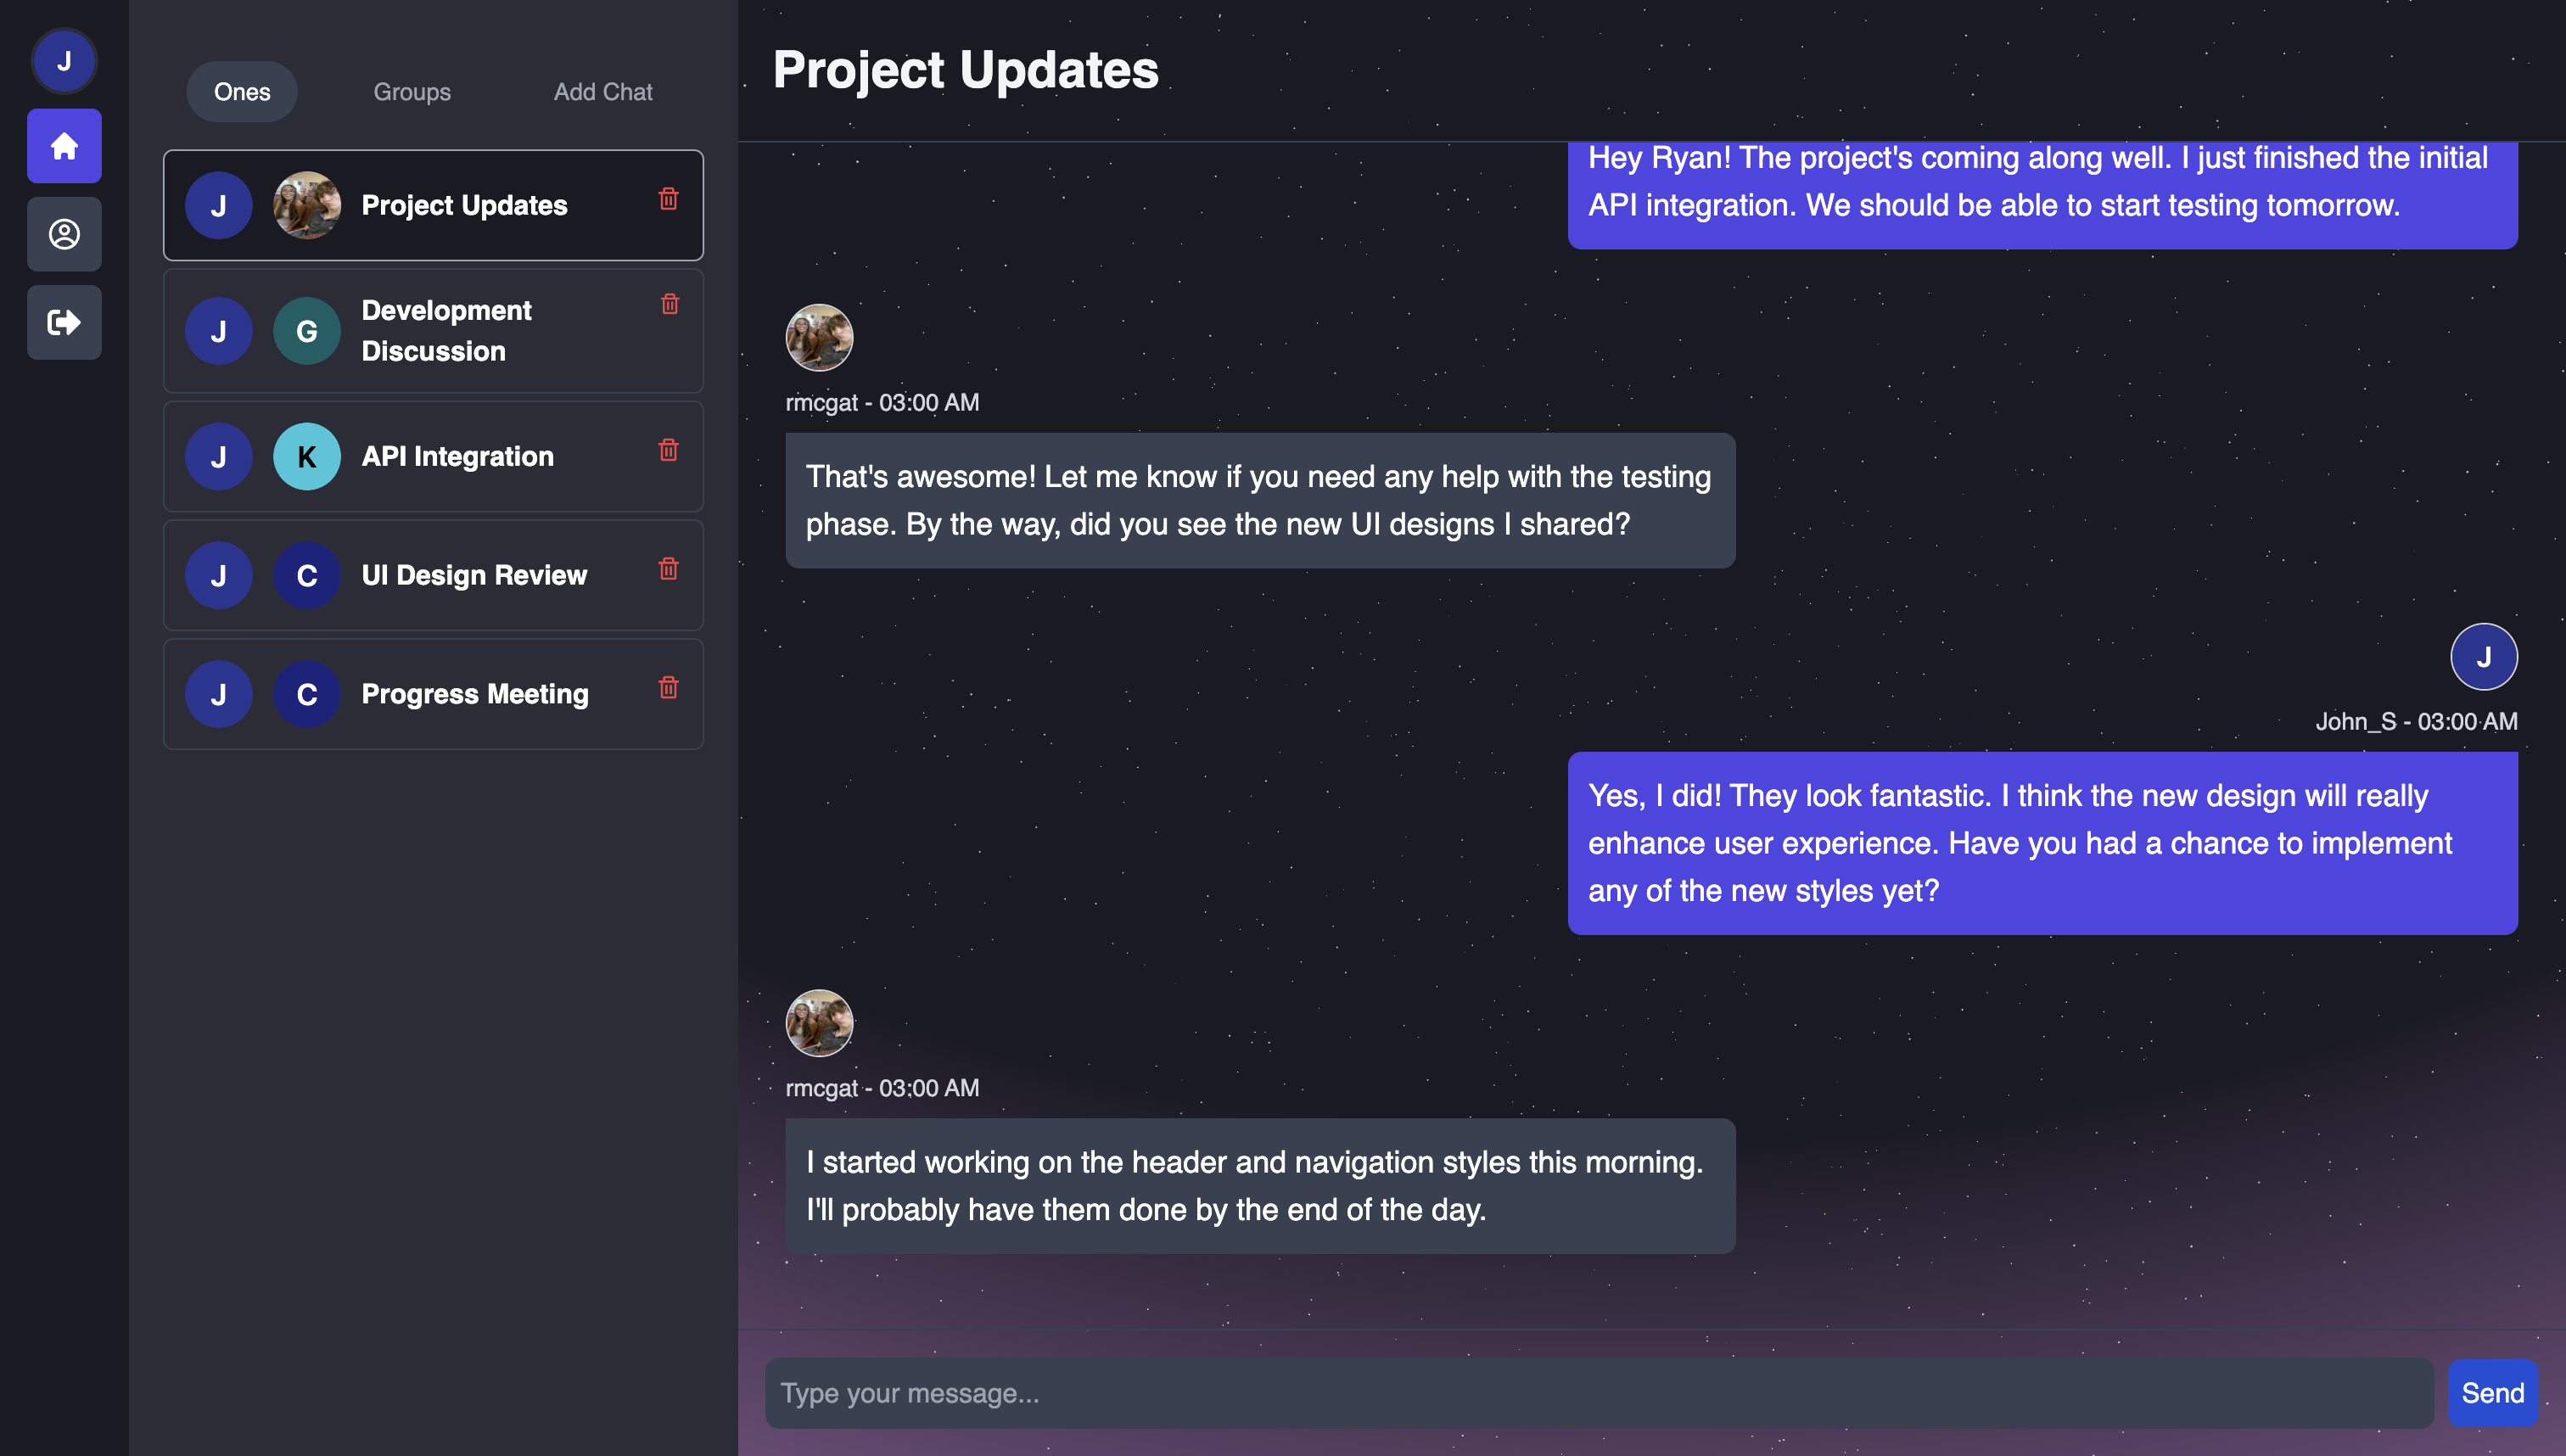 J
Ones
Groups
Add Chat
J
Project Updates
J
G
Development
Discussion
J
K
API Integration
J
C
UI Design Review
J
C
Progress Meeting
Project Updates
Hey Ryan! The project's coming along well. I just finished the initial
API integration. We should be able to start testing tomorrow.
rmcgat - 03:00 AM
That's awesome! Let me know if you need any help with the testing
phase. By the way, did you see the new UI designs I shared?
J
John_S - 03:00 AM
Yes, I did! They look fantastic. I think the new design will really
enhance user experience. Have you had a chance to implement
any of the new styles yet?
rmcgat - 03:00 AM
I started working on the header and navigation styles this morning.
I'll probably have them done by the end of the day.
Type your message...
Send